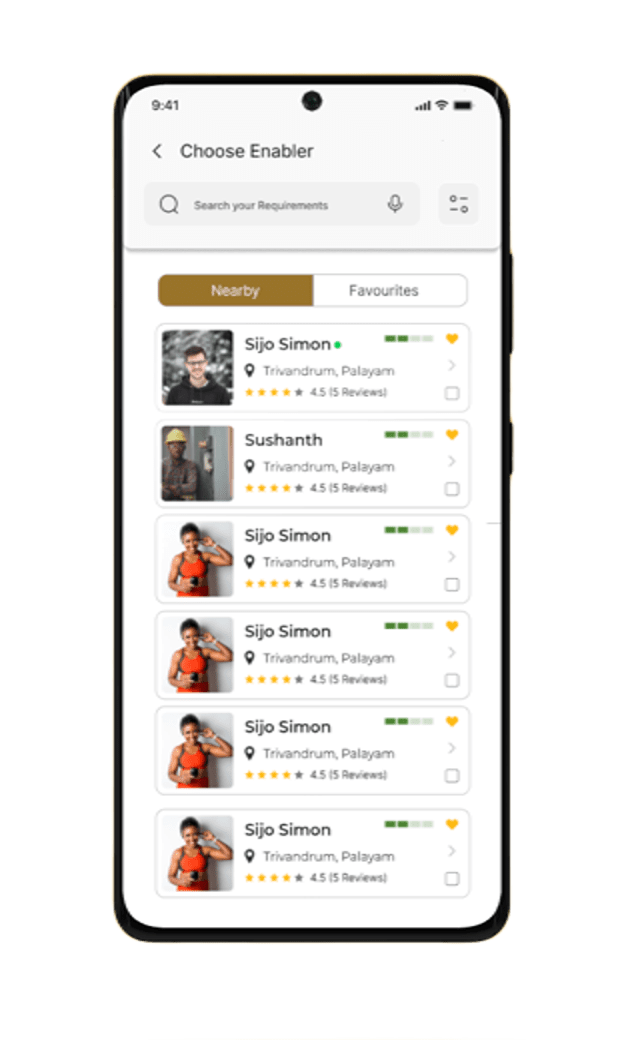 9:41
Choose Enabler
Search your Requirements
Nearby
Favourites
Sijo Simon
Trivandrum, Palayam
4.5 (5 Reviews)
Sushanth
Trivandrum, Palayam
4.5 (5 Reviews)
Sijo Simon
Trivandrum, Palayam
4.5 (5 Reviews)
Sijo Simon
Trivandrum, Palayam
4.5 (5 Reviews)
Sijo Simon
Trivandrum, Palayam
4.5 (5 Reviews)
Sijo Simon
Trivandrum, Palayam
4.5 (5 Reviews)